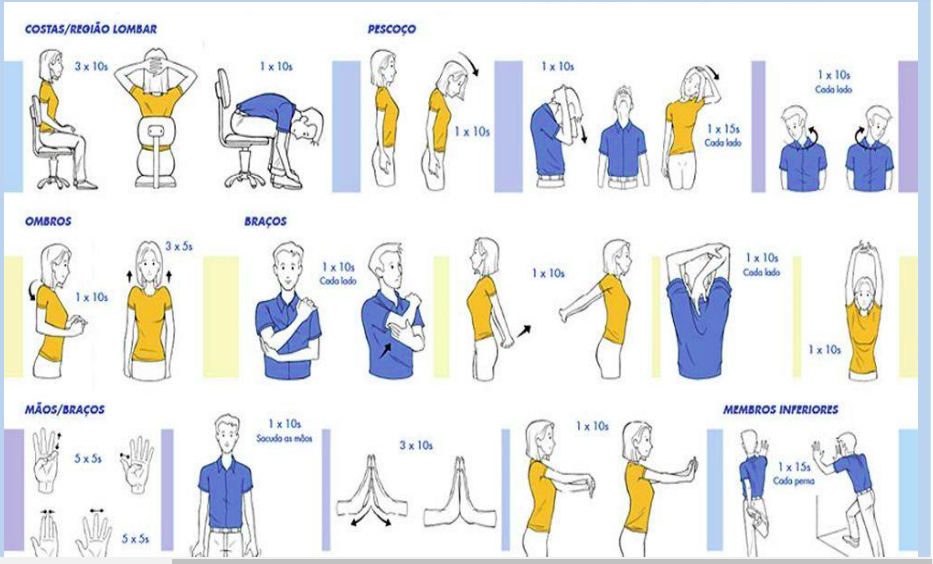 COSTAS/REGIÃO LOMBAR
3 x 10s
1 x 10s
PESCOÇO
1 x 10s
1 x 10s
1 x 15s
Cada lado
1 x 10s
Cada lado
OMBROS
1 x 10s
3 x 5s
BRAÇOS
1 x 10s
Cada lado
1 x 10s
1 x 10s
Cada lado
1 x 10s
MÃOS/BRAÇOS
5 x 5s
5 x 5s
1 x 10s
Sacuda as mãos
3 x 10s
1 x 10s
MEMBROS INFERIORES
1 x 15s
Cada perna